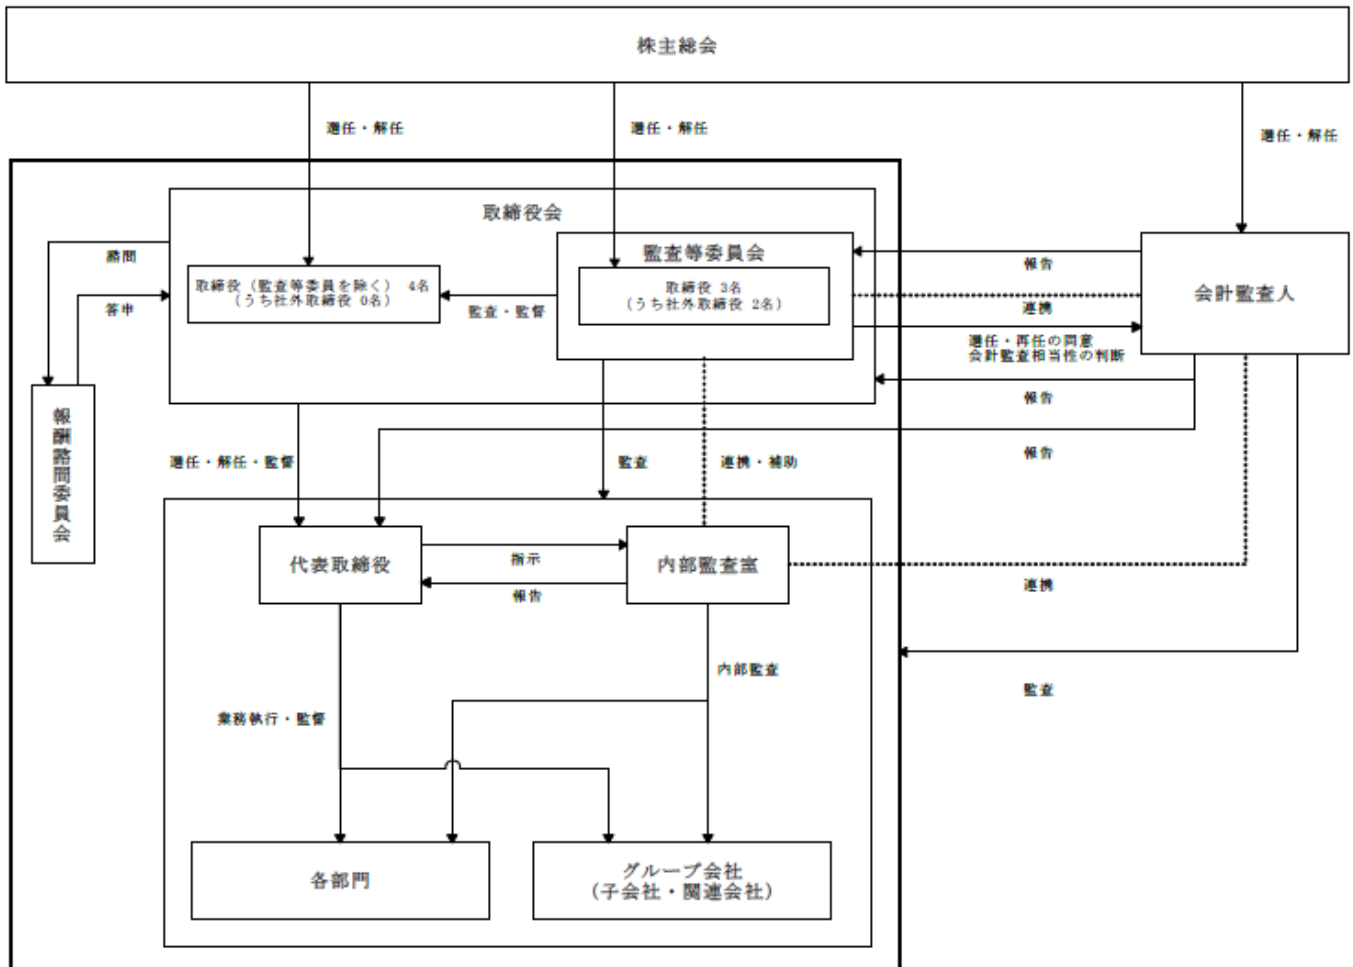 株主総会
選任・解任
選任・解任
選任・解任
取締役会
監査等委員会
諮問
答申
取締役（監査等委員を除く） 4名
（うち社外取締役 0名）
監査・監督
取締役 3名
（うち社外取締役 2名）
報告
連携
会計監査人
選任・再任の同意
会計監査相当性の判断
報告
報告
報酬諮問委員会
選任・解任・監督
監査
連携・補助
代表取締役
指示
報告
内部監査室
連携
内部監査
監査
業務執行・監督
各部門
グループ会社
（子会社・関連会社）